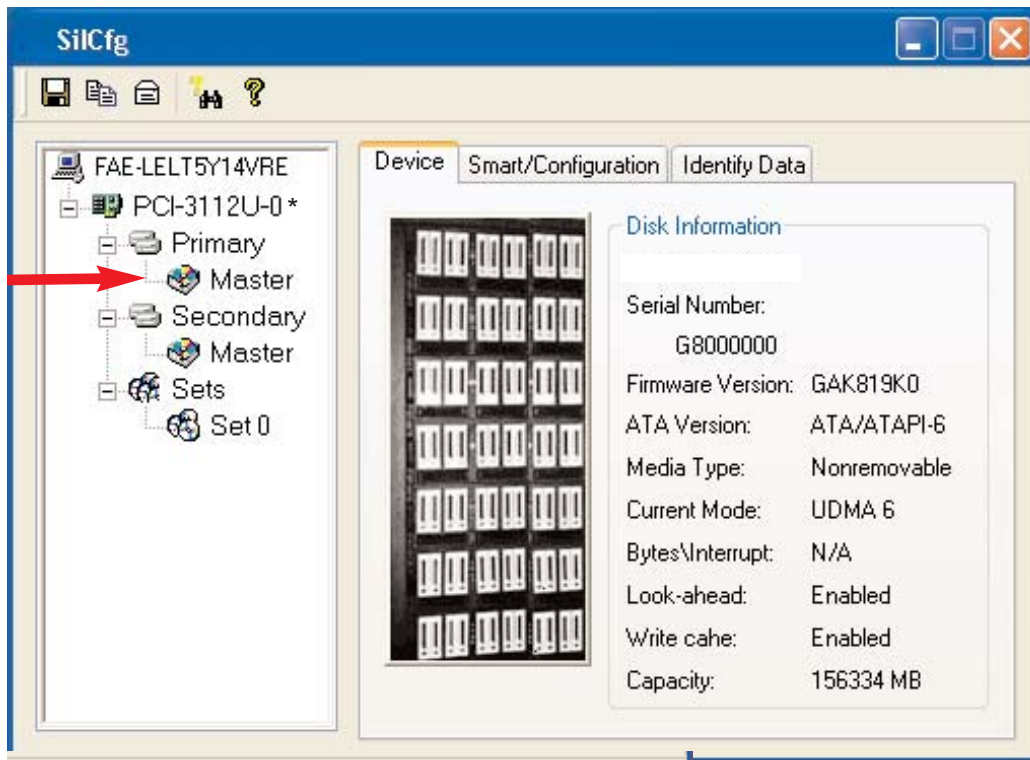 SilCfg
FAE-LELT5Y14VRE
PCI-3112U-0 *
Primary
Master
Secondary
Master
Sets
Set 0
Device Smart/Configuration Identify Data
Disk Information
Serial Number:
G8000000
Firmware Version: GAK819K0
ATA Version: ATA/ATAPI-6
Media Type: Nonremovable
Current Mode: UDMA 6
Bytes\Interrupt: N/A
Look-ahead: Enabled
Write cahe: Enabled
Capacity: 156334 MB